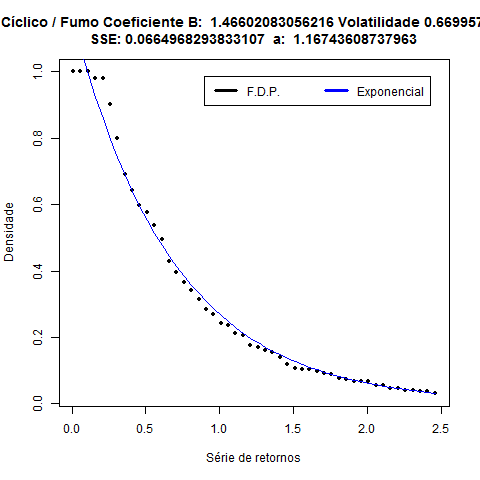 Cíclico / Fumo Coeficiente B: 1.46602083056216 Volatilidade 0.669957
SSE: 0.0664968293833107 a: 1.16743608737963
F.D.P.
Exponencial
Densidade
1.0
0.8
0.6
0.4
0.2
0.0
0.0 0.5 1.0 1.5 2.0 2.5
Série de retornos